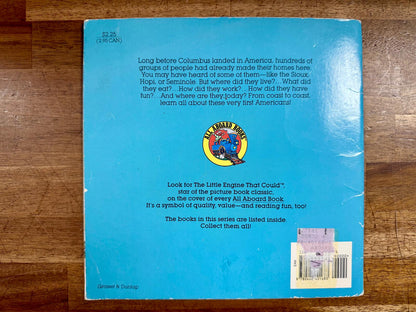 $2.25
(2.95 CAN.)
Long before Columbus landed in America, hundreds of
groups of people had already made their homes here.
You may have heard of some of them—like the Sioux,
Hopi, or Seminole. But where did they live?...What did
they eat?...How did they work?...How did they have
fun?...And where are they today? From coast to coast,
learn all about these very first Americans!
ALL ABOARD BOOKS
Look for The Little Engine That Could™,
star of the picture book classic,
on the cover of every All Aboard Book.
It's a symbol of quality, value—and reading fun, too!
The books in this series are listed inside.
Collect them all!
Grosset & Dunlap